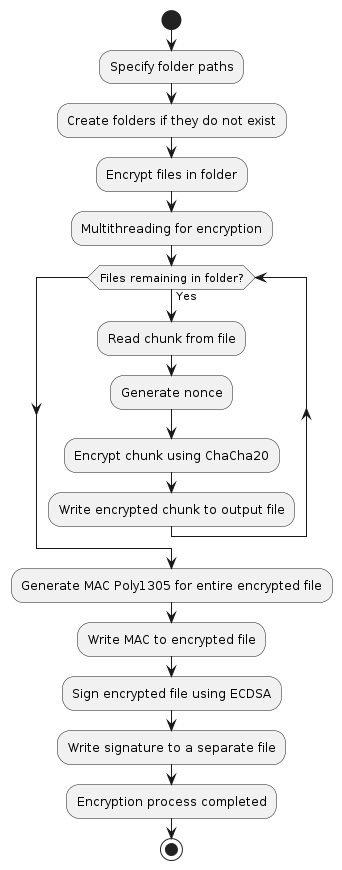 Specify folder paths
Create folders if they do not exist
Encrypt files in folder
Multithreading for encryption
Files remaining in folder?
Yes
Read chunk from file
Generate nonce
Encrypt chunk using ChaCha20
Write encrypted chunk to output file
Generate MAC Poly1305 for entire encrypted file
Write MAC to encrypted file
Sign encrypted file using ECDSA
Write signature to a separate file
Encryption process completed